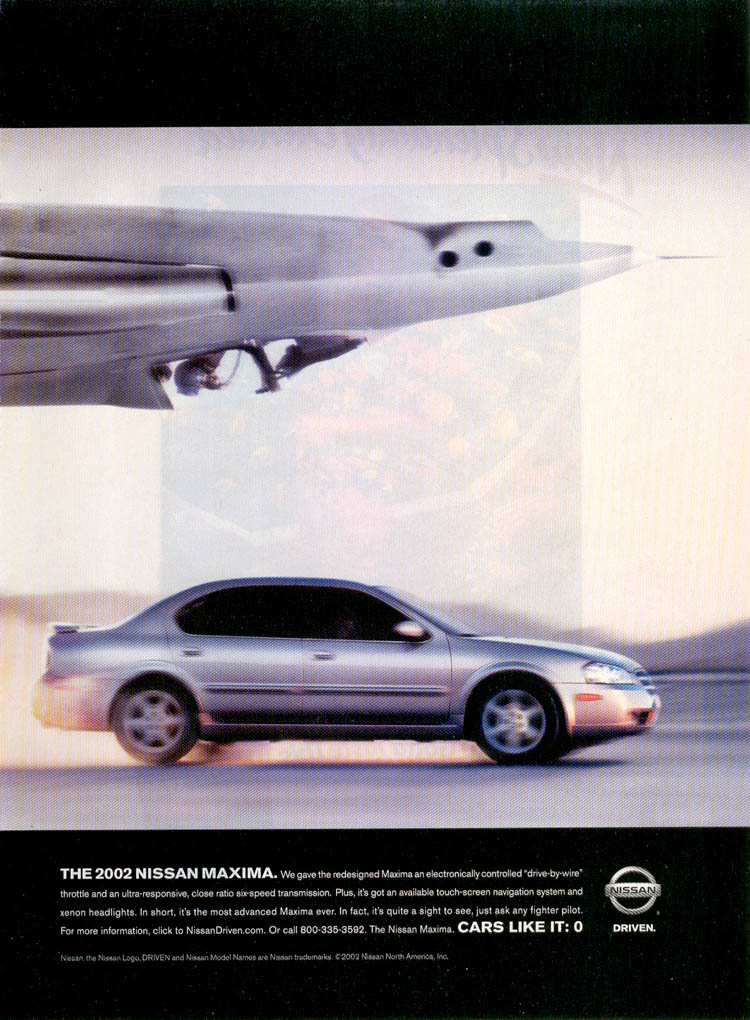 THE 2002 NISSAN MAXIMA. We gave the redesigned Maxima an electronically controlled “drive-by-wire”
throttle and an ultra-responsive, close ratio six-speed transmission. Plus, it's got an available touch-screen navigation system and
xenon headlights. In short, it's the most advanced Maxima ever. In fact, it's quite a sight to see, just ask any fighter pilot.
For more information, click to NissanDriven.com. Or call 800-335-3592. The Nissan Maxima. CARS LIKE IT: 0
Nissan, the Nissan Logo, DRIVEN and Nissan Model Names are Nissan trademarks. ©2002 Nissan North America, Inc.
NISSAN
®
DRIVEN.